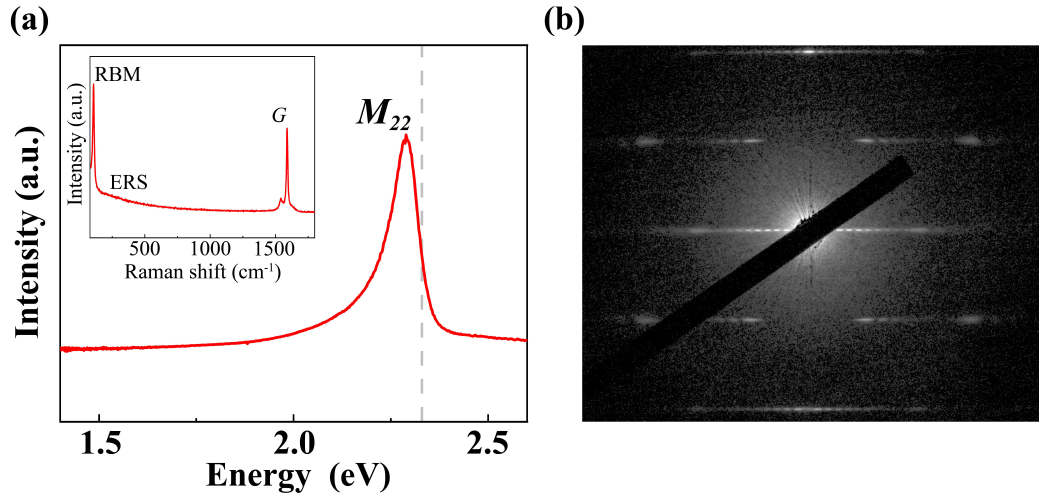 (a)
(b)
Intensity (a.u.)
Intensity (a.u.)
RBM
ERS
G
500
1000
1500
Raman shift (cm-1)
M22
1.5
2.0
2.5
Energy (eV)